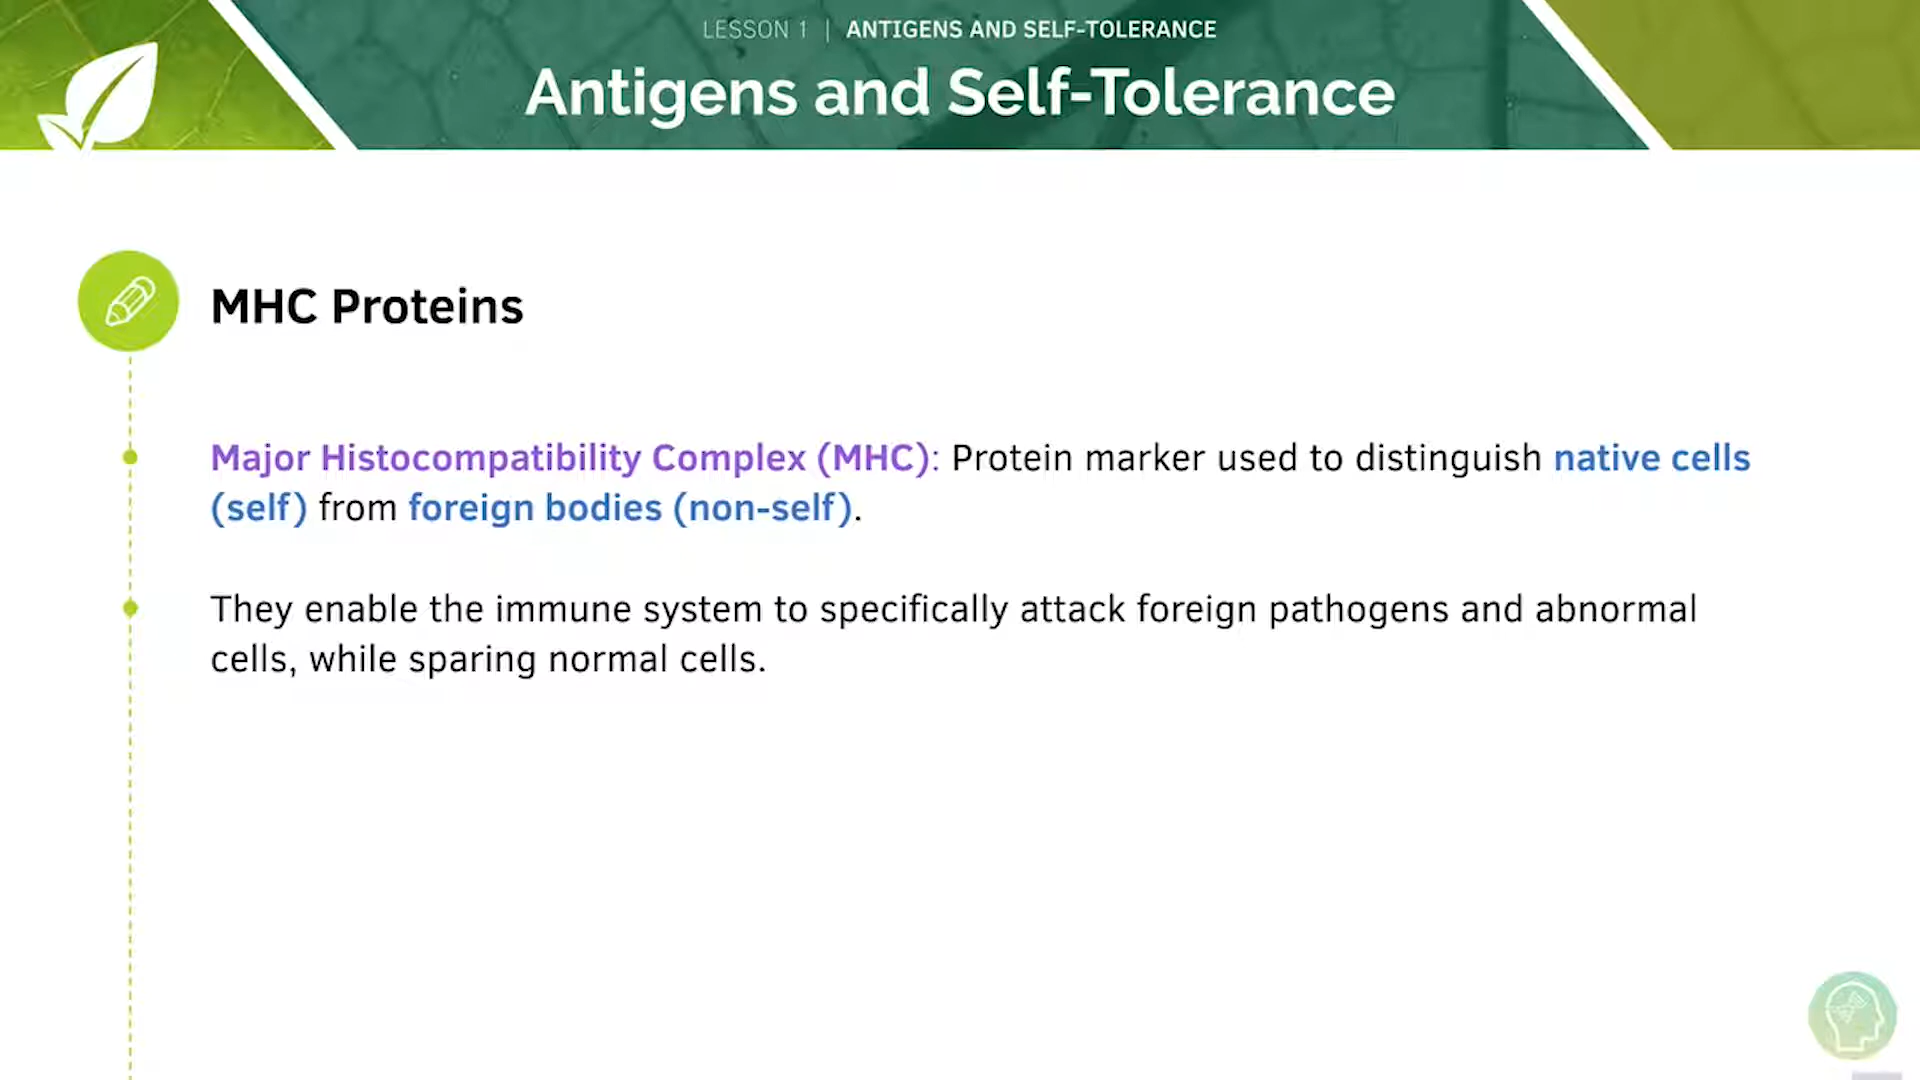 LESSON 1 | ANTIGENS AND SELF-TOLERANCE
Antigens and Self-Tolerance
MHC Proteins
Major Histocompatibility Complex (MHC): Protein marker used to distinguish native cells
(self) from foreign bodies (non-self).
They enable the immune system to specifically attack foreign pathogens and abnormal
cells, while sparing normal cells.